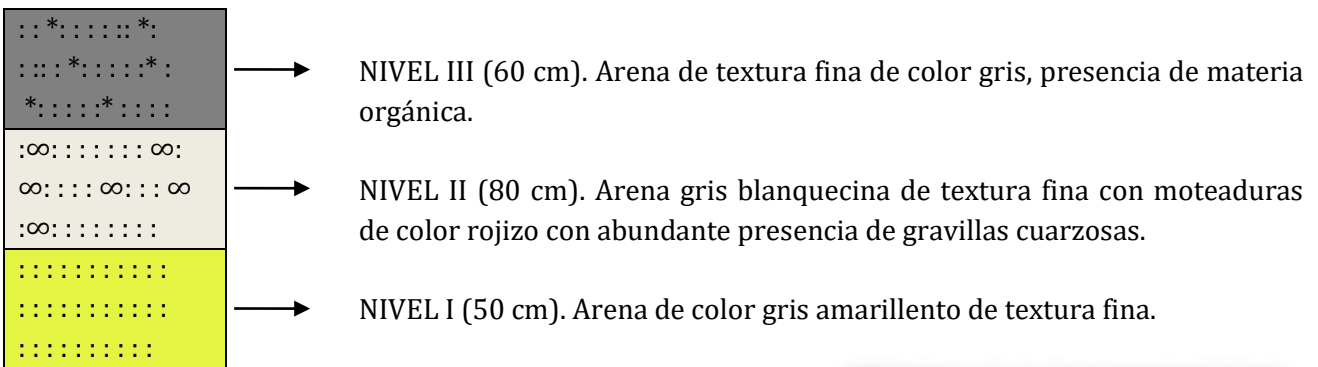 NIVEL III (60 cm). Arena de textura fina de color gris, presencia de materia
orgánica.
NIVEL II (80 cm). Arena gris blanquecina de textura fina con moteaduras
de color rojizo con abundante presencia de gravillas cuarzosas.
NIVEL I (50 cm). Arena de color gris amarillento de textura fina.